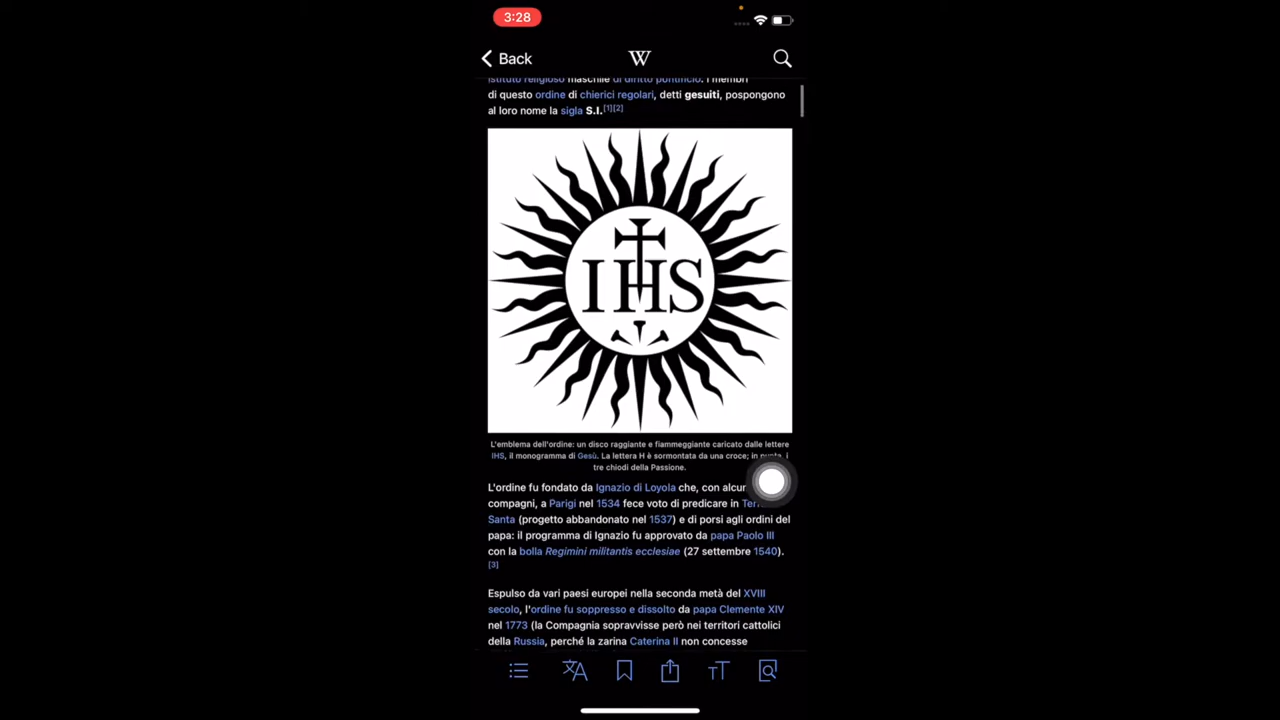 3:28
Back
W
istituto religioso maschile di diritto pontificio. I membri
di questo ordine di chierici regolari, detti gesuiti, pospongono
al loro nome la sigla S.I.[1][2]
IHS
L'emblema dell'ordine: un disco raggiante e fiammeggiante caricato dalle lettere
IHS, il monogramma di Gesù. La lettera H è sormontata da una croce; in punta, i
tre chiodi della Passione.
L'ordine fu fondato da Ignazio di Loyola che, con
compagni, a Parigi nel 1534 fece voto di predicare in
Santa (progetto abbandonato nel 1537) e di porsi agli ordini del
papa: il programma di Ignazio fu approvato da papa Paolo III
con la bolla Regimini militantis ecclesiae (27 settembre 1540).
[3]
Espulso da vari paesi europei nella seconda metà del XVIII
secolo, l'ordine fu soppresso e dissolto da papa Clemente XIV
nel 1773 (la Compagnia sopravvisse però nei territori cattolici
della Russia, perché la zarina Caterina II non concesse